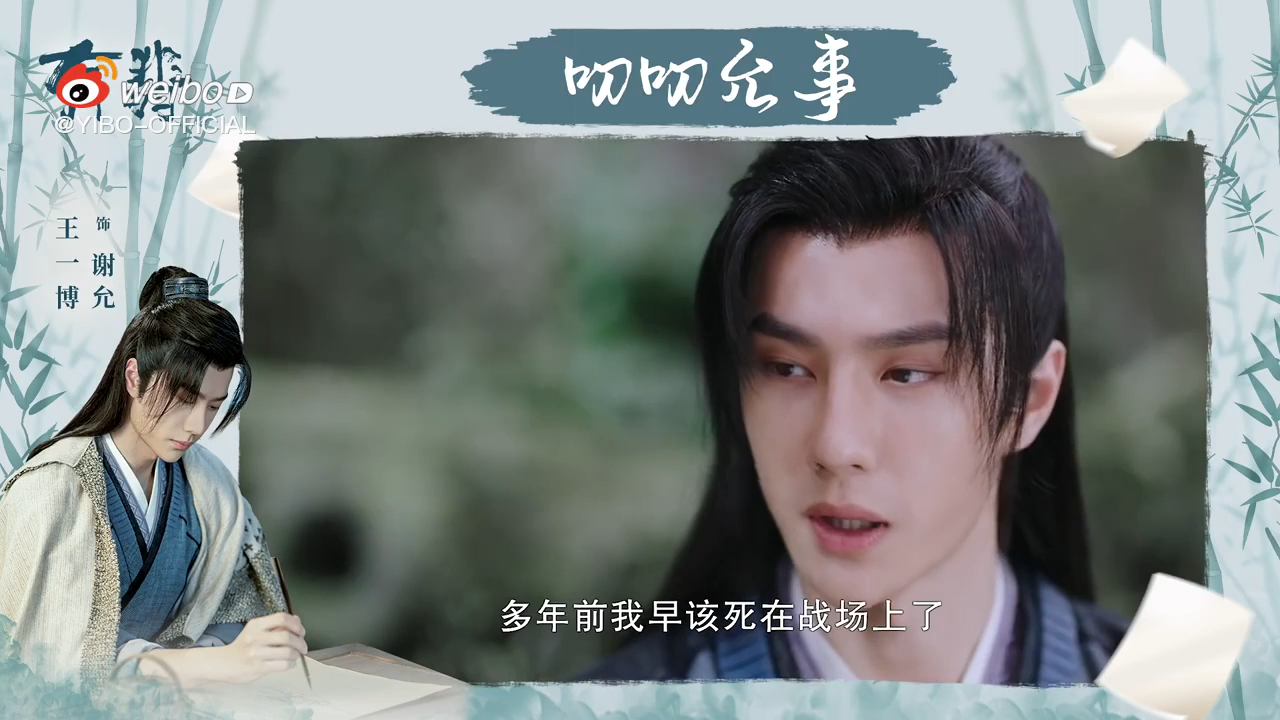 有翡
weibo
@YIBO-OFFICIAL
叨叨允事
王一博
饰谢允
多年前我早该死在战场上了